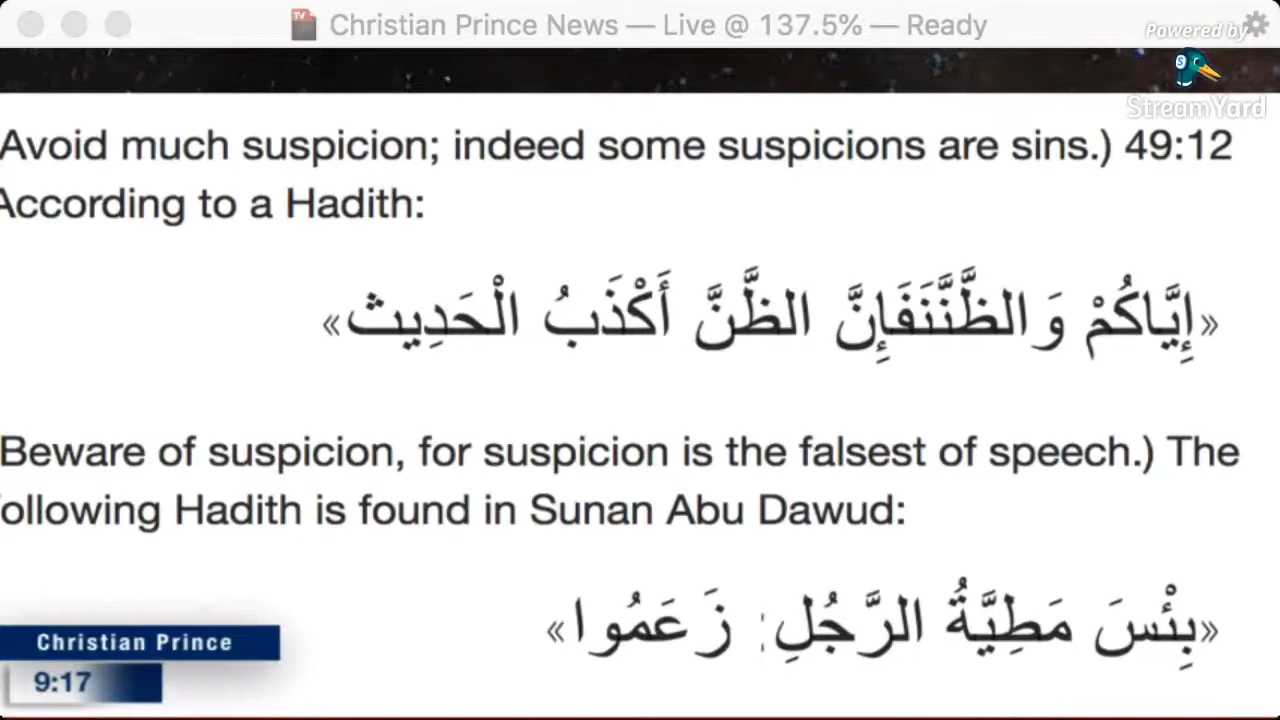 Christian Prince News — Live @ 137.5% — Ready
Powered by
StreamYard
Avoid much suspicion; indeed some suspicions are sins.) 49:12
According to a Hadith:
«إِيَّاكُمْ وَالظَّنَّنَفَإِنَّ الظَّنَّ أَكْذَبُ الْحَدِيث»
Beware of suspicion, for suspicion is the falsest of speech.) The
ollowing Hadith is found in Sunan Abu Dawud:
«بِئْسَ مَطِيَّةُ الرَّجُلِ: زَعَمُوا»
Christian Prince
9:17